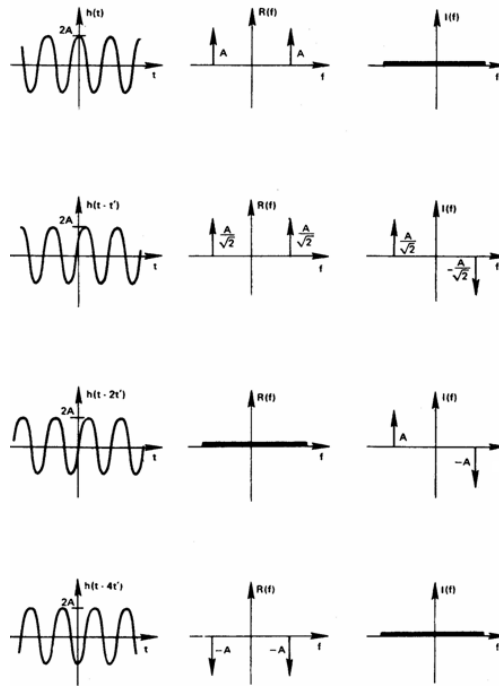 h(t) R(f) I(f)
2A A A
t f f
h(t - t') R(f) I(f)
2A A/√2 A/√2 A/√2
-A/√2
t f f
h(t - 2t') R(f) I(f)
2A A
-A
t f f
h(t - 4t') R(f) I(f)
2A
t f f
-A -A